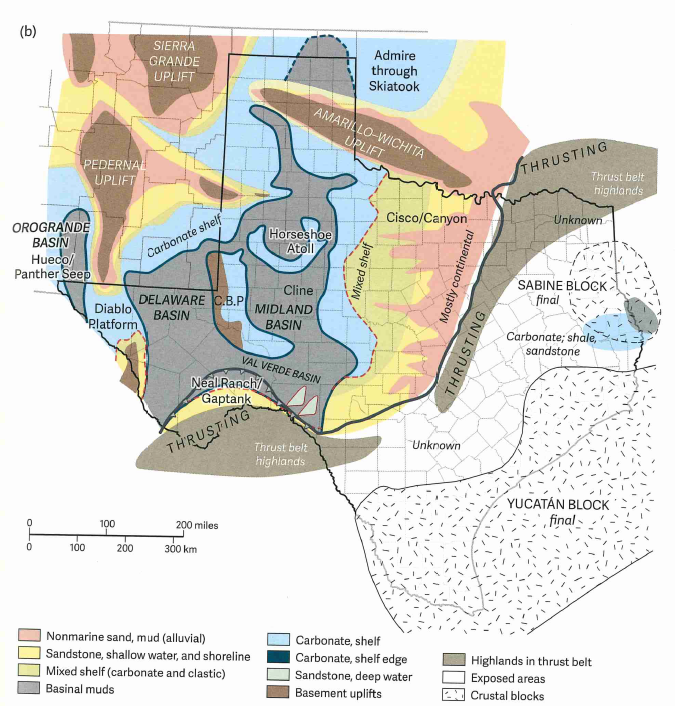 (b)
SIERRA
GRANDE
UPLIFT
Admire
through
Skiatook
AMARILLO–WICHITA
UPLIFT
PEDERNAL
UPLIFT
THRUSTING
Thrust belt
highlands
Unknown
OROGRANDE
BASIN
Hueco/
Panther Seep
Carbonate shelf
Horseshoe
Atoll
Cisco/Canyon
Mixed shelf
Mostly continental
SABINE BLOCK
final
Diablo
Platform
DELAWARE
BASIN
C.B.P
Cline
MIDLAND
BASIN
Carbonate; shale,
sandstone
THRUSTING
VAL VERDE BASIN
Neal Ranch/
Gaptank
THRUSTING
Thrust belt
highlands
Unknown
YUCATÁN BLOCK
final
0 200 miles
0 100 200 300 km
Nonmarine sand, mud (alluvial)
Sandstone, shallow water, and shoreline
Mixed shelf (carbonate and clastic)
Basinal muds
Carbonate, shelf
Carbonate, shelf edge
Sandstone, deep water
Basement uplifts
Highlands in thrust belt
Exposed areas
Crustal blocks